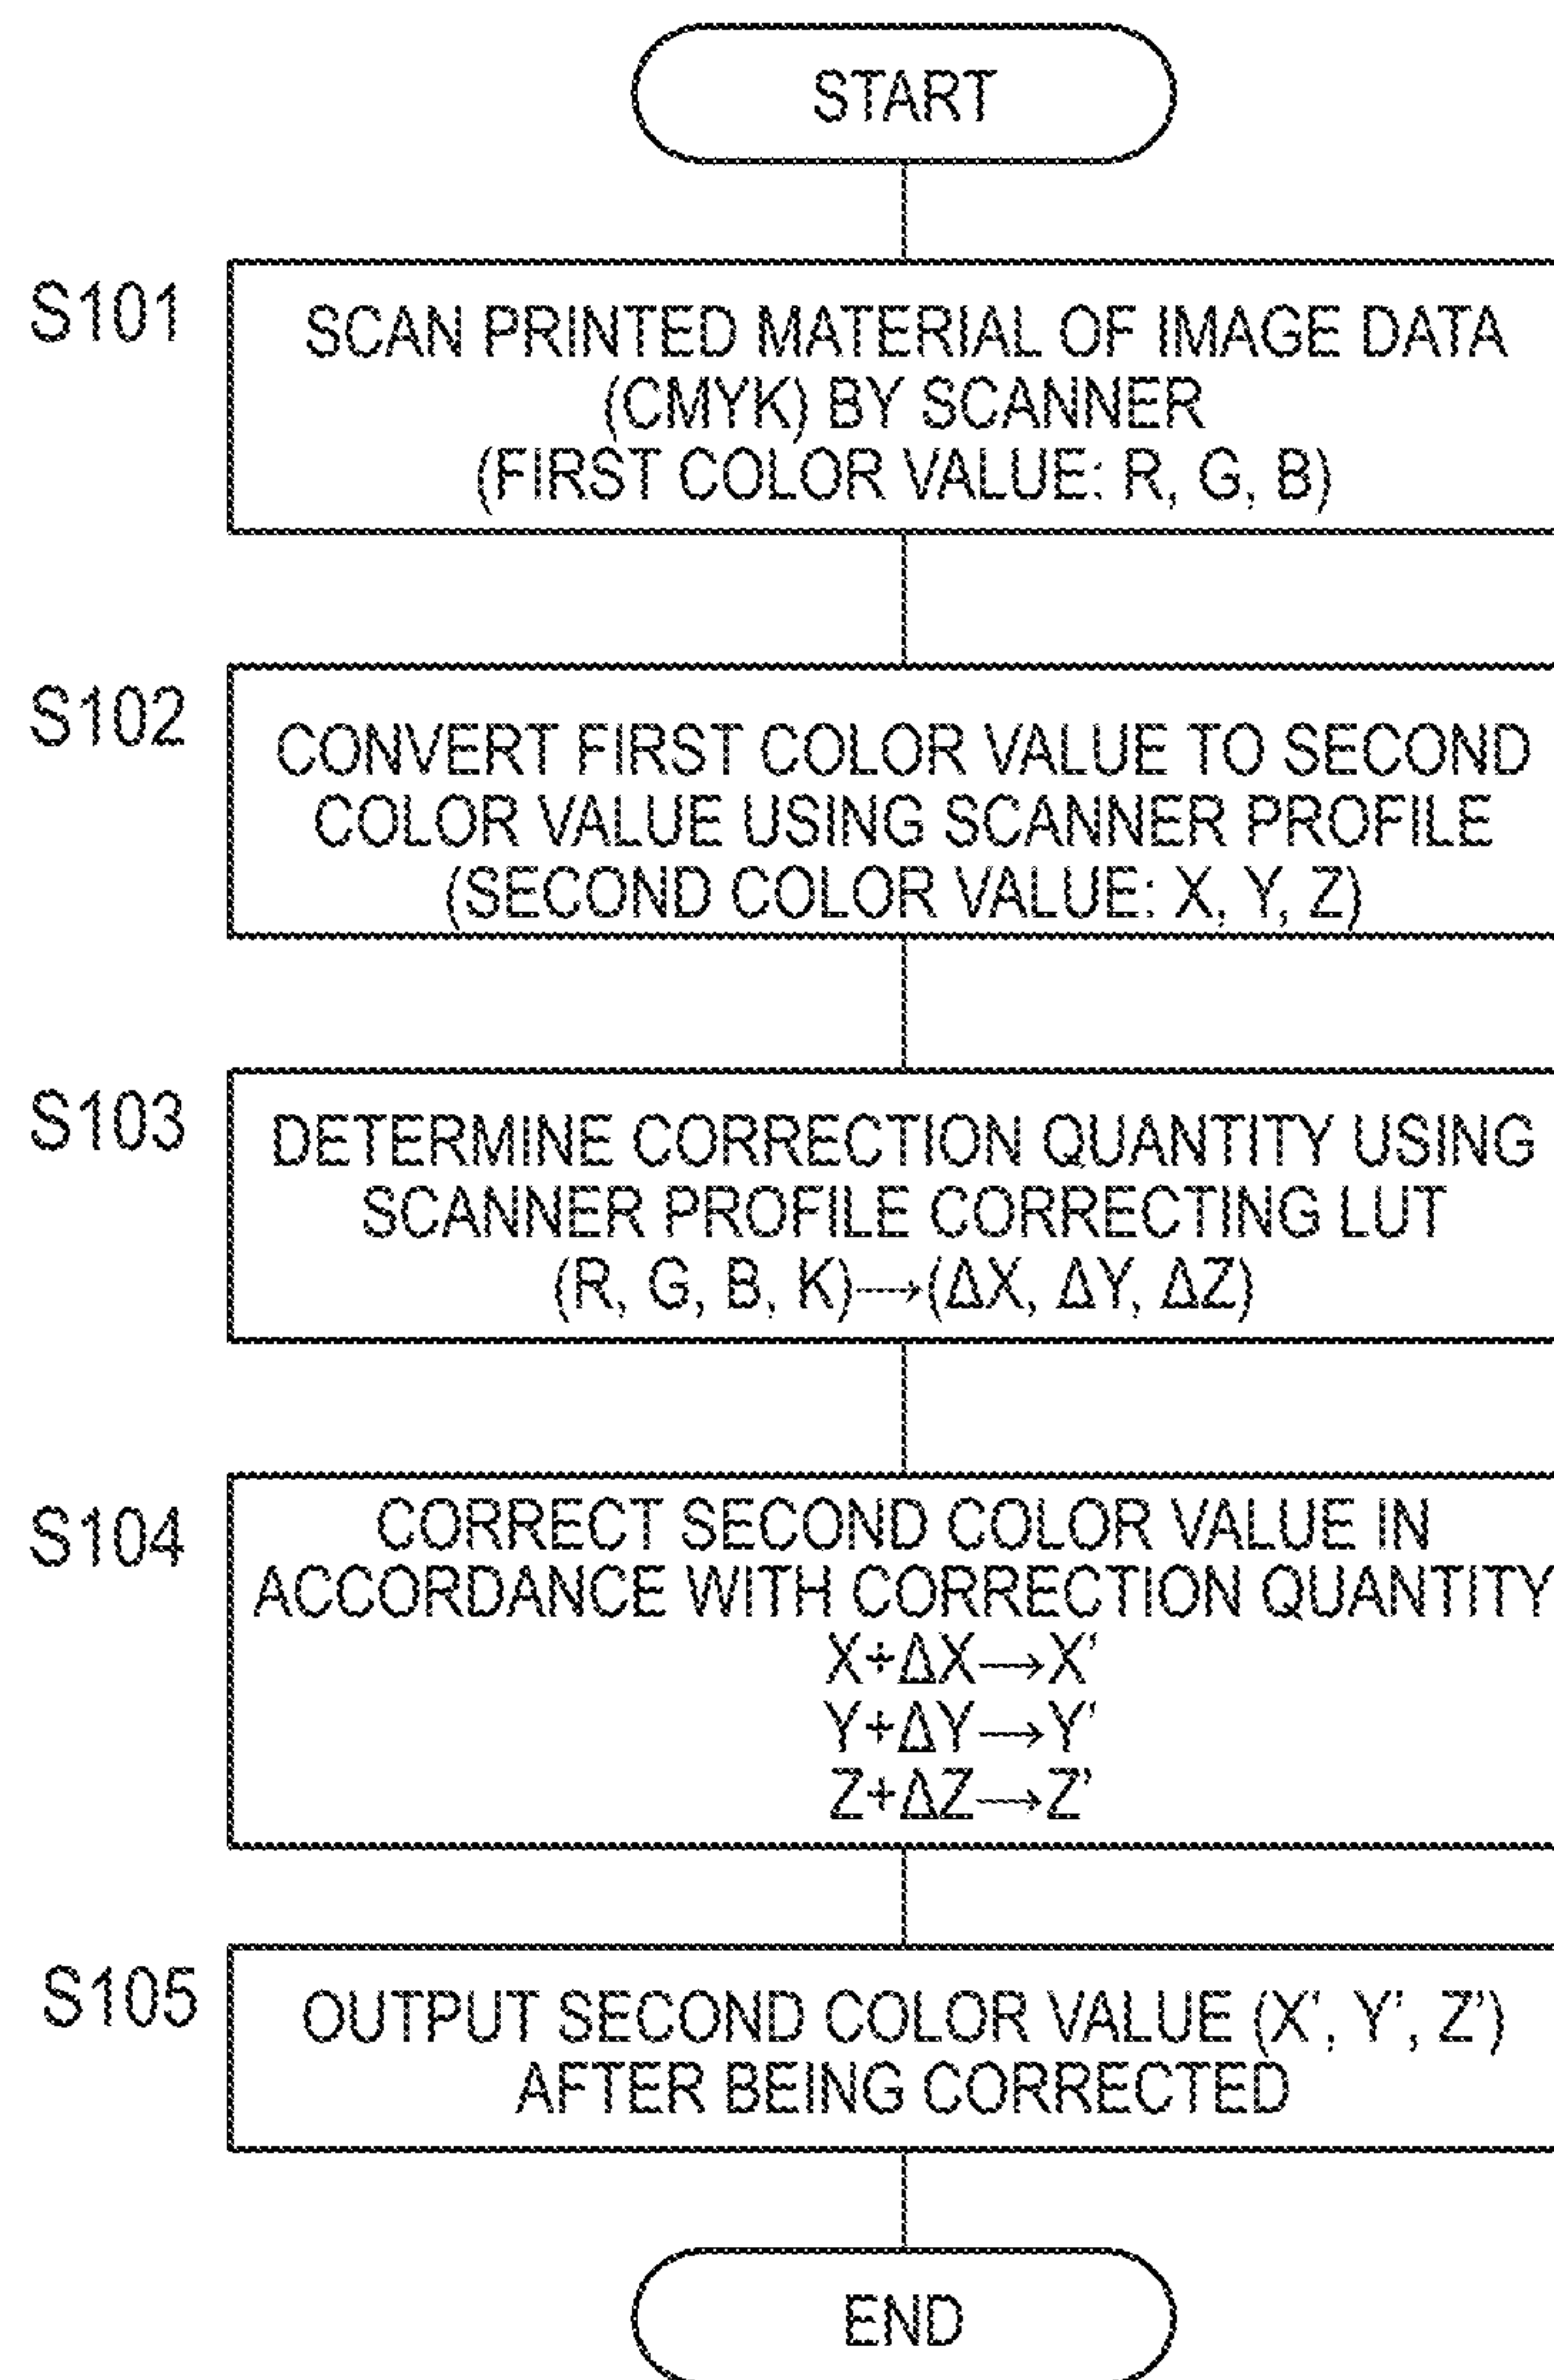 START
S101
SCAN PRINTED MATERIAL OF IMAGE DATA
(CMYK) BY SCANNER
(FIRST COLOR VALUE: R, G, B)
S102
CONVERT FIRST COLOR VALUE TO SECOND
COLOR VALUE USING SCANNER PROFILE
(SECOND COLOR VALUE: X, Y, Z)
S103
DETERMINE CORRECTION QUANTITY USING
SCANNER PROFILE CORRECTING LUT
(R, G, B, K)→(ΔX, ΔY, ΔZ)
S104
CORRECT SECOND COLOR VALUE IN
ACCORDANCE WITH CORRECTION QUANTITY
X+ΔX→X'
Y+ΔY→Y'
Z+ΔZ→Z'
S105
OUTPUT SECOND COLOR VALUE (X', Y', Z')
AFTER BEING CORRECTED
END